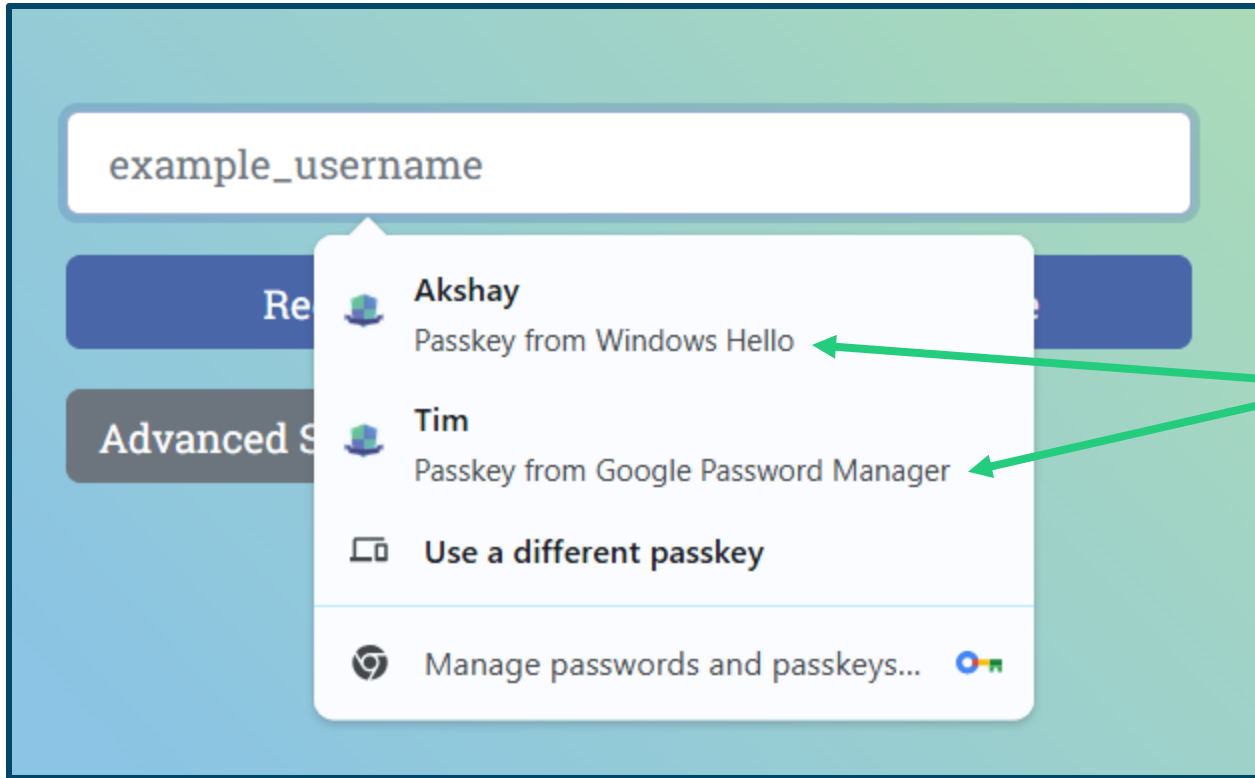 example_username
Akshay
Passkey from Windows Hello
Tim
Passkey from Google Password Manager
Advanced
Use a different passkey
Manage passwords and passkeys...